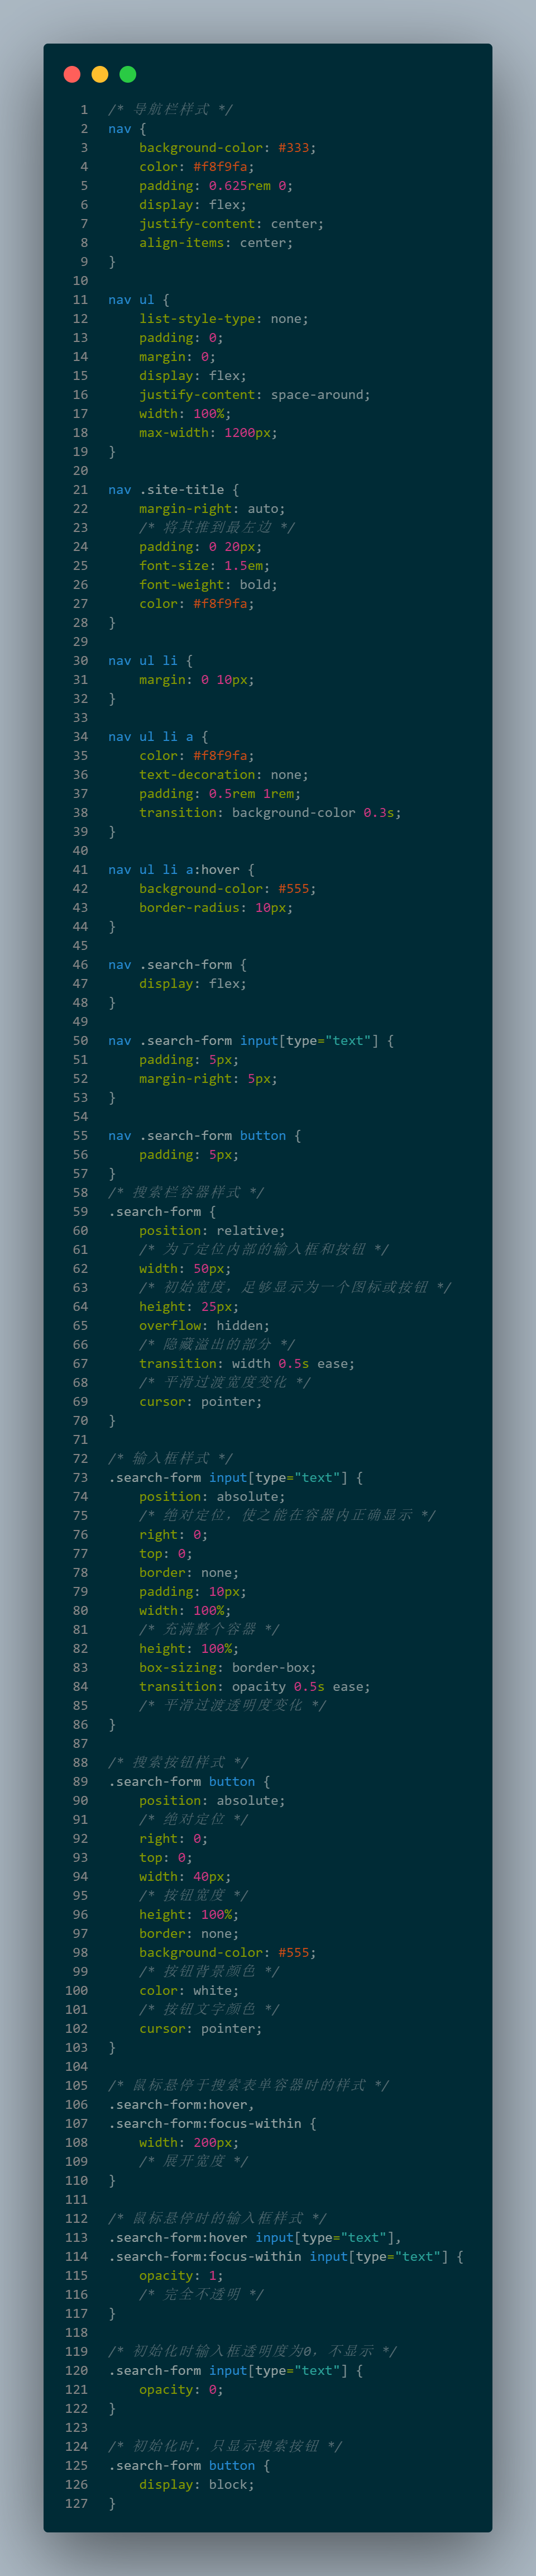 1 /* 导航栏样式 */
2 nav {
3     background-color: #333;
4     color: #f8f9fa;
5     padding: 0.625rem 0;
6     display: flex;
7     justify-content: center;
8     align-items: center;
9 }
10
11 nav ul {
12     list-style-type: none;
13     padding: 0;
14     margin: 0;
15     display: flex;
16     justify-content: space-around;
17     width: 100%;
18     max-width: 1200px;
19 }
20
21 nav .site-title {
22     margin-right: auto;
23     /* 将其推到最左边 */
24     padding: 0 20px;
25     font-size: 1.5em;
26     font-weight: bold;
27     color: #f8f9fa;
28 }
29
30 nav ul li {
31     margin: 0 10px;
32 }
33
34 nav ul li a {
35     color: #f8f9fa;
36     text-decoration: none;
37     padding: 0.5rem 1rem;
38     transition: background-color 0.3s;
39 }
40
41 nav ul li a:hover {
42     background-color: #555;
43     border-radius: 10px;
44 }
45
46 nav .search-form {
47     display: flex;
48 }
49
50 nav .search-form input[type="text"] {
51     padding: 5px;
52     margin-right: 5px;
53 }
54
55 nav .search-form button {
56     padding: 5px;
57 }
58 /* 搜索栏容器样式 */
59 .search-form {
60     position: relative;
61     /* 为了定位内部的输入框和按钮 */
62     width: 50px;
63     /* 初始宽度，足够显示为一个图标或按钮 */
64     height: 25px;
65     overflow: hidden;
66     /* 隐藏溢出的部分 */
67     transition: width 0.5s ease;
68     /* 平滑过渡宽度变化 */
69     cursor: pointer;
70 }
71
72 /* 输入框样式 */
73 .search-form input[type="text"] {
74     position: absolute;
75     /* 绝对定位，使之能在容器内正确显示 */
76     right: 0;
77     top: 0;
78     border: none;
79     padding: 10px;
80     width: 100%;
81     /* 充满整个容器 */
82     height: 100%;
83     box-sizing: border-box;
84     transition: opacity 0.5s ease;
85     /* 平滑过渡透明度变化 */
86 }
87
88 /* 搜索按钮样式 */
89 .search-form button {
90     position: absolute;
91     /* 绝对定位 */
92     right: 0;
93     top: 0;
94     width: 40px;
95     /* 按钮宽度 */
96     height: 100%;
97     border: none;
98     background-color: #555;
99     /* 按钮背景颜色 */
100     color: white;
101     /* 按钮文字颜色 */
102     cursor: pointer;
103 }
104
105 /* 鼠标悬停于搜索表单容器时的样式 */
106 .search-form:hover,
107 .search-form:focus-within {
108     width: 200px;
109     /* 展开宽度 */
110 }
111
112 /* 鼠标悬停时的输入框样式 */
113 .search-form:hover input[type="text"],
114 .search-form:focus-within input[type="text"] {
115     opacity: 1;
116     /* 完全不透明 */
117 }
118
119 /* 初始化时输入框透明度为0，不显示 */
120 .search-form input[type="text"] {
121     opacity: 0;
122 }
123
124 /* 初始化时，只显示搜索按钮 */
125 .search-form button {
126     display: block;
127 }